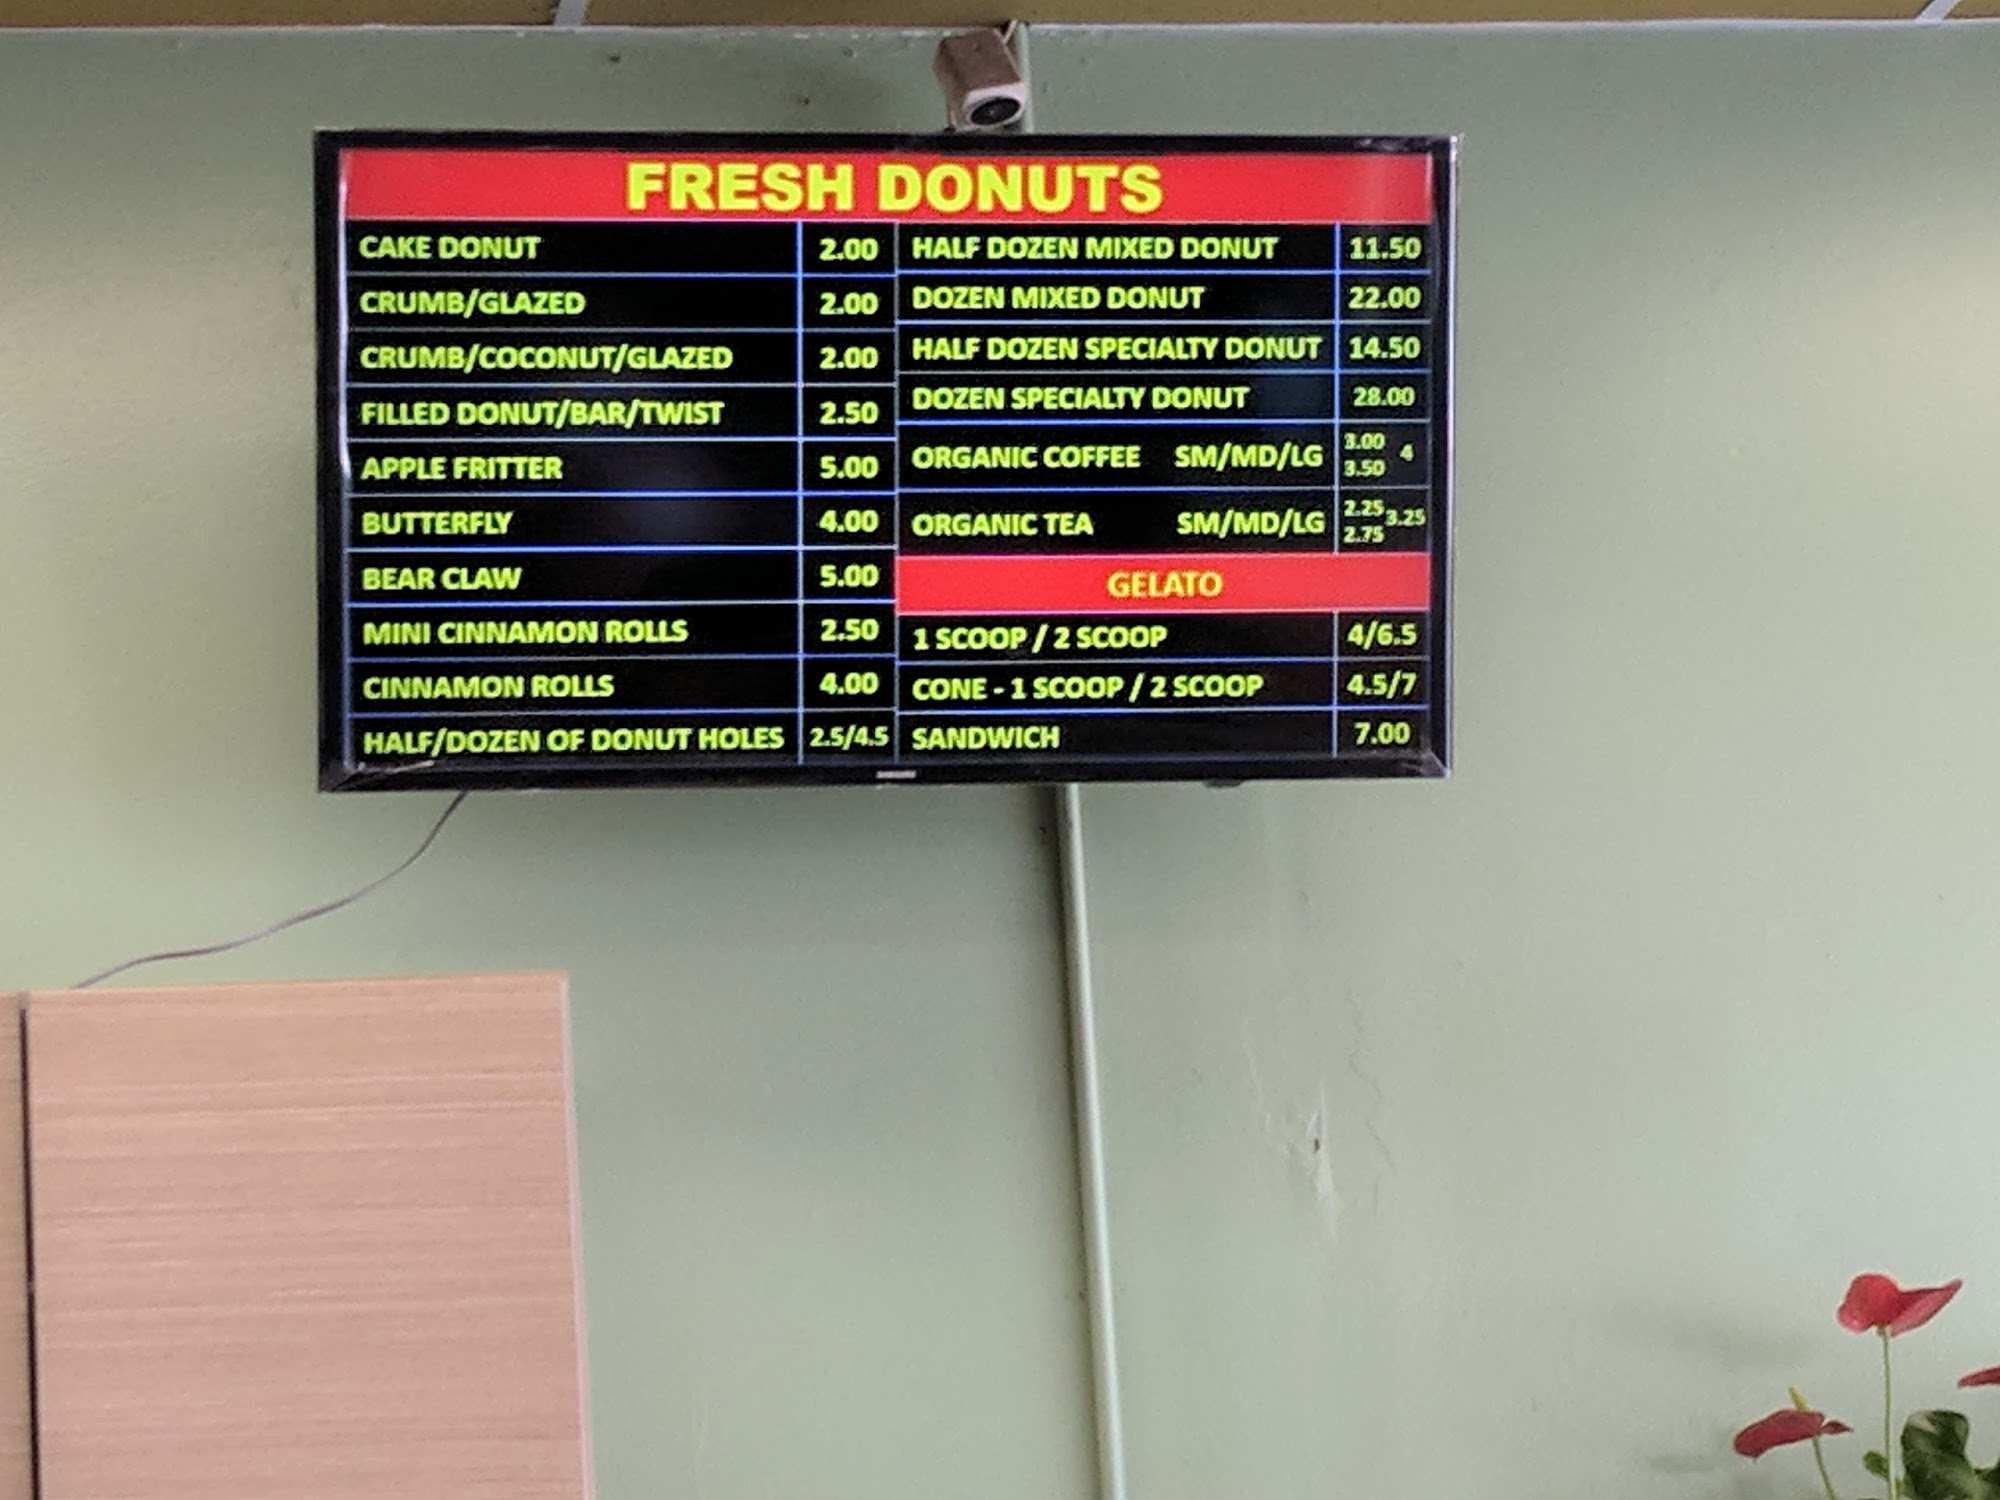 FRESH DONUTS
CAKE DONUT 2.00
CRUMB/GLAZED 2.00
CRUMB/COCONUT/GLAZED 2.00
FILLED DONUT/BAR/TWIST 2.50
APPLE FRITTER 5.00
BUTTERFLY 4.00
BEAR CLAW 5.00
MINI CINNAMON ROLLS 2.50
CINNAMON ROLLS 4.00
HALF/DOZEN OF DONUT HOLES 2.5/4.5
HALF DOZEN MIXED DONUT 11.50
DOZEN MIXED DONUT 22.00
HALF DOZEN SPECIALTY DONUT 14.50
DOZEN SPECIALTY DONUT 28.00
ORGANIC COFFEE SM/MD/LG 3.00 3.50 4
ORGANIC TEA SM/MD/LG 2.25 2.75 3.25
GELATO
1 SCOOP / 2 SCOOP 4/6.5
CONE - 1 SCOOP / 2 SCOOP 4.5/7
SANDWICH 7.00